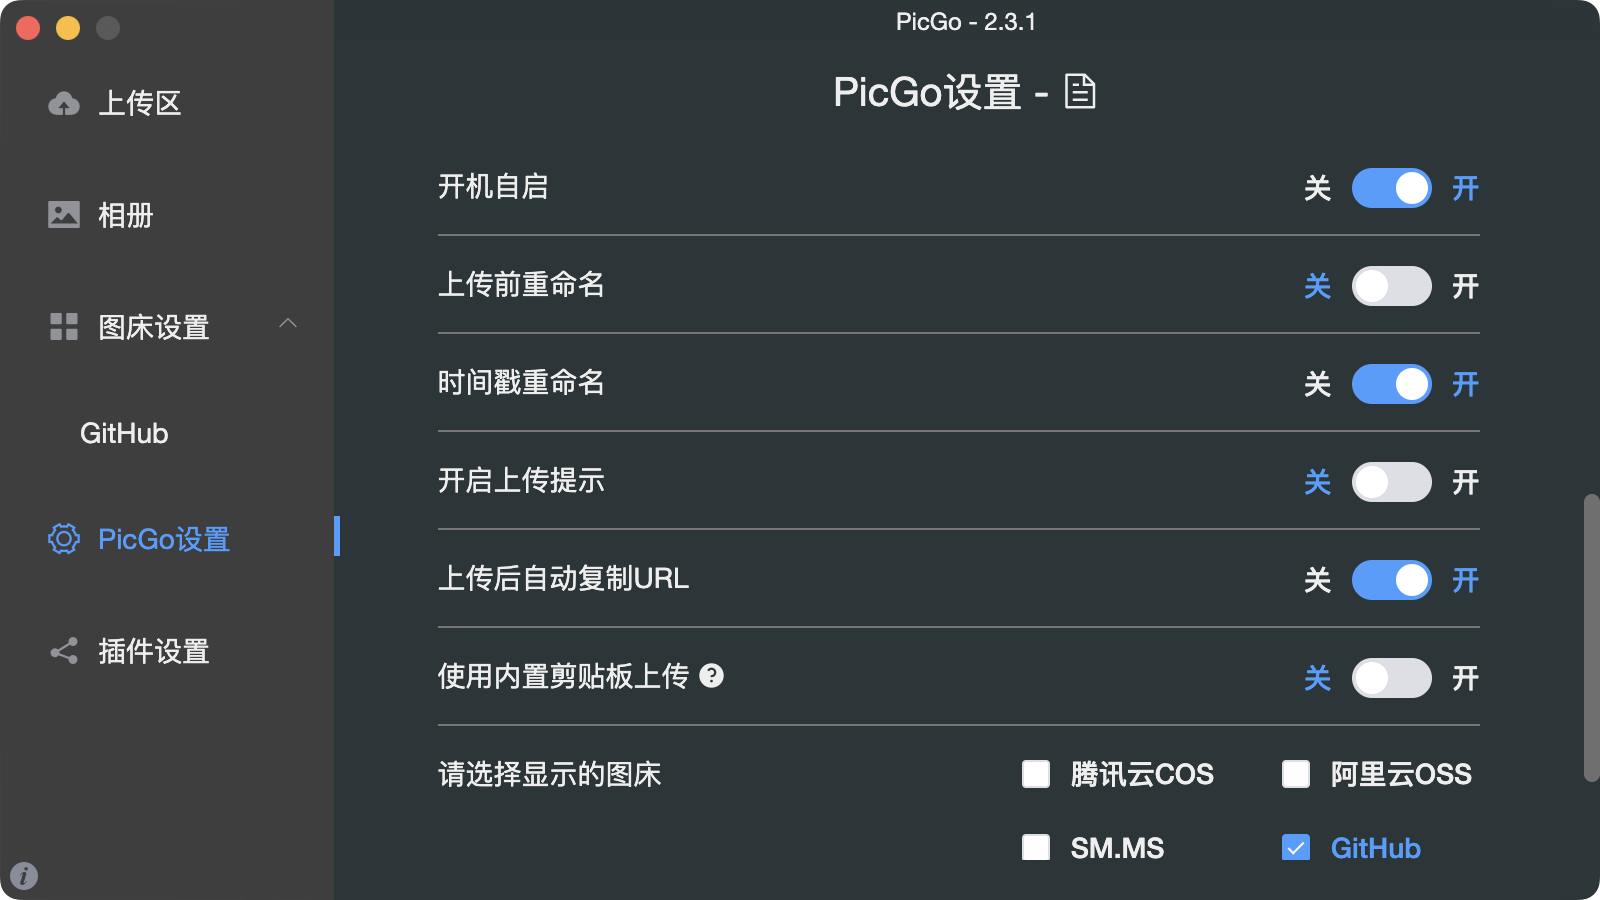 PicGo - 2.3.1
上传区
相册
图床设置
GitHub
PicGo设置
插件设置
PicGo设置 -
开机自启 关 开
上传前重命名 关 开
时间戳重命名 关 开
开启上传提示 关 开
上传后自动复制URL 关 开
使用内置剪贴板上传 ? 关 开
请选择显示的图床 腾讯云COS 阿里云OSS
SM.MS GitHub
i